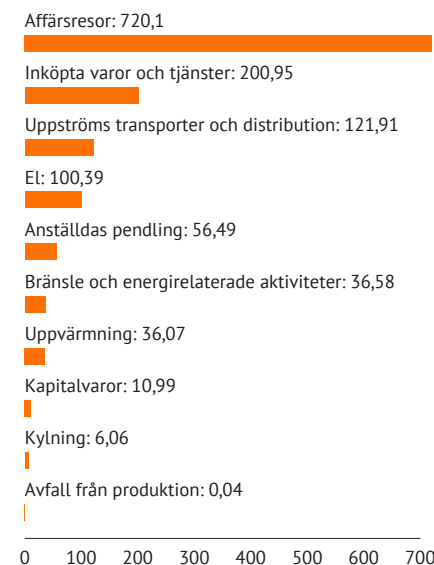 Affärsresor: 720,1
Inköpta varor och tjänster: 200,95
Uppströms transporter och distribution: 121,91
El: 100,39
Anställdas pendling: 56,49
Bränsle och energirelaterade aktiviteter: 36,58
Uppvärmning: 36,07
Kapitalvaror: 10,99
Kylning: 6,06
Avfall från produktion: 0,04
0 100 200 300 400 500 600 700